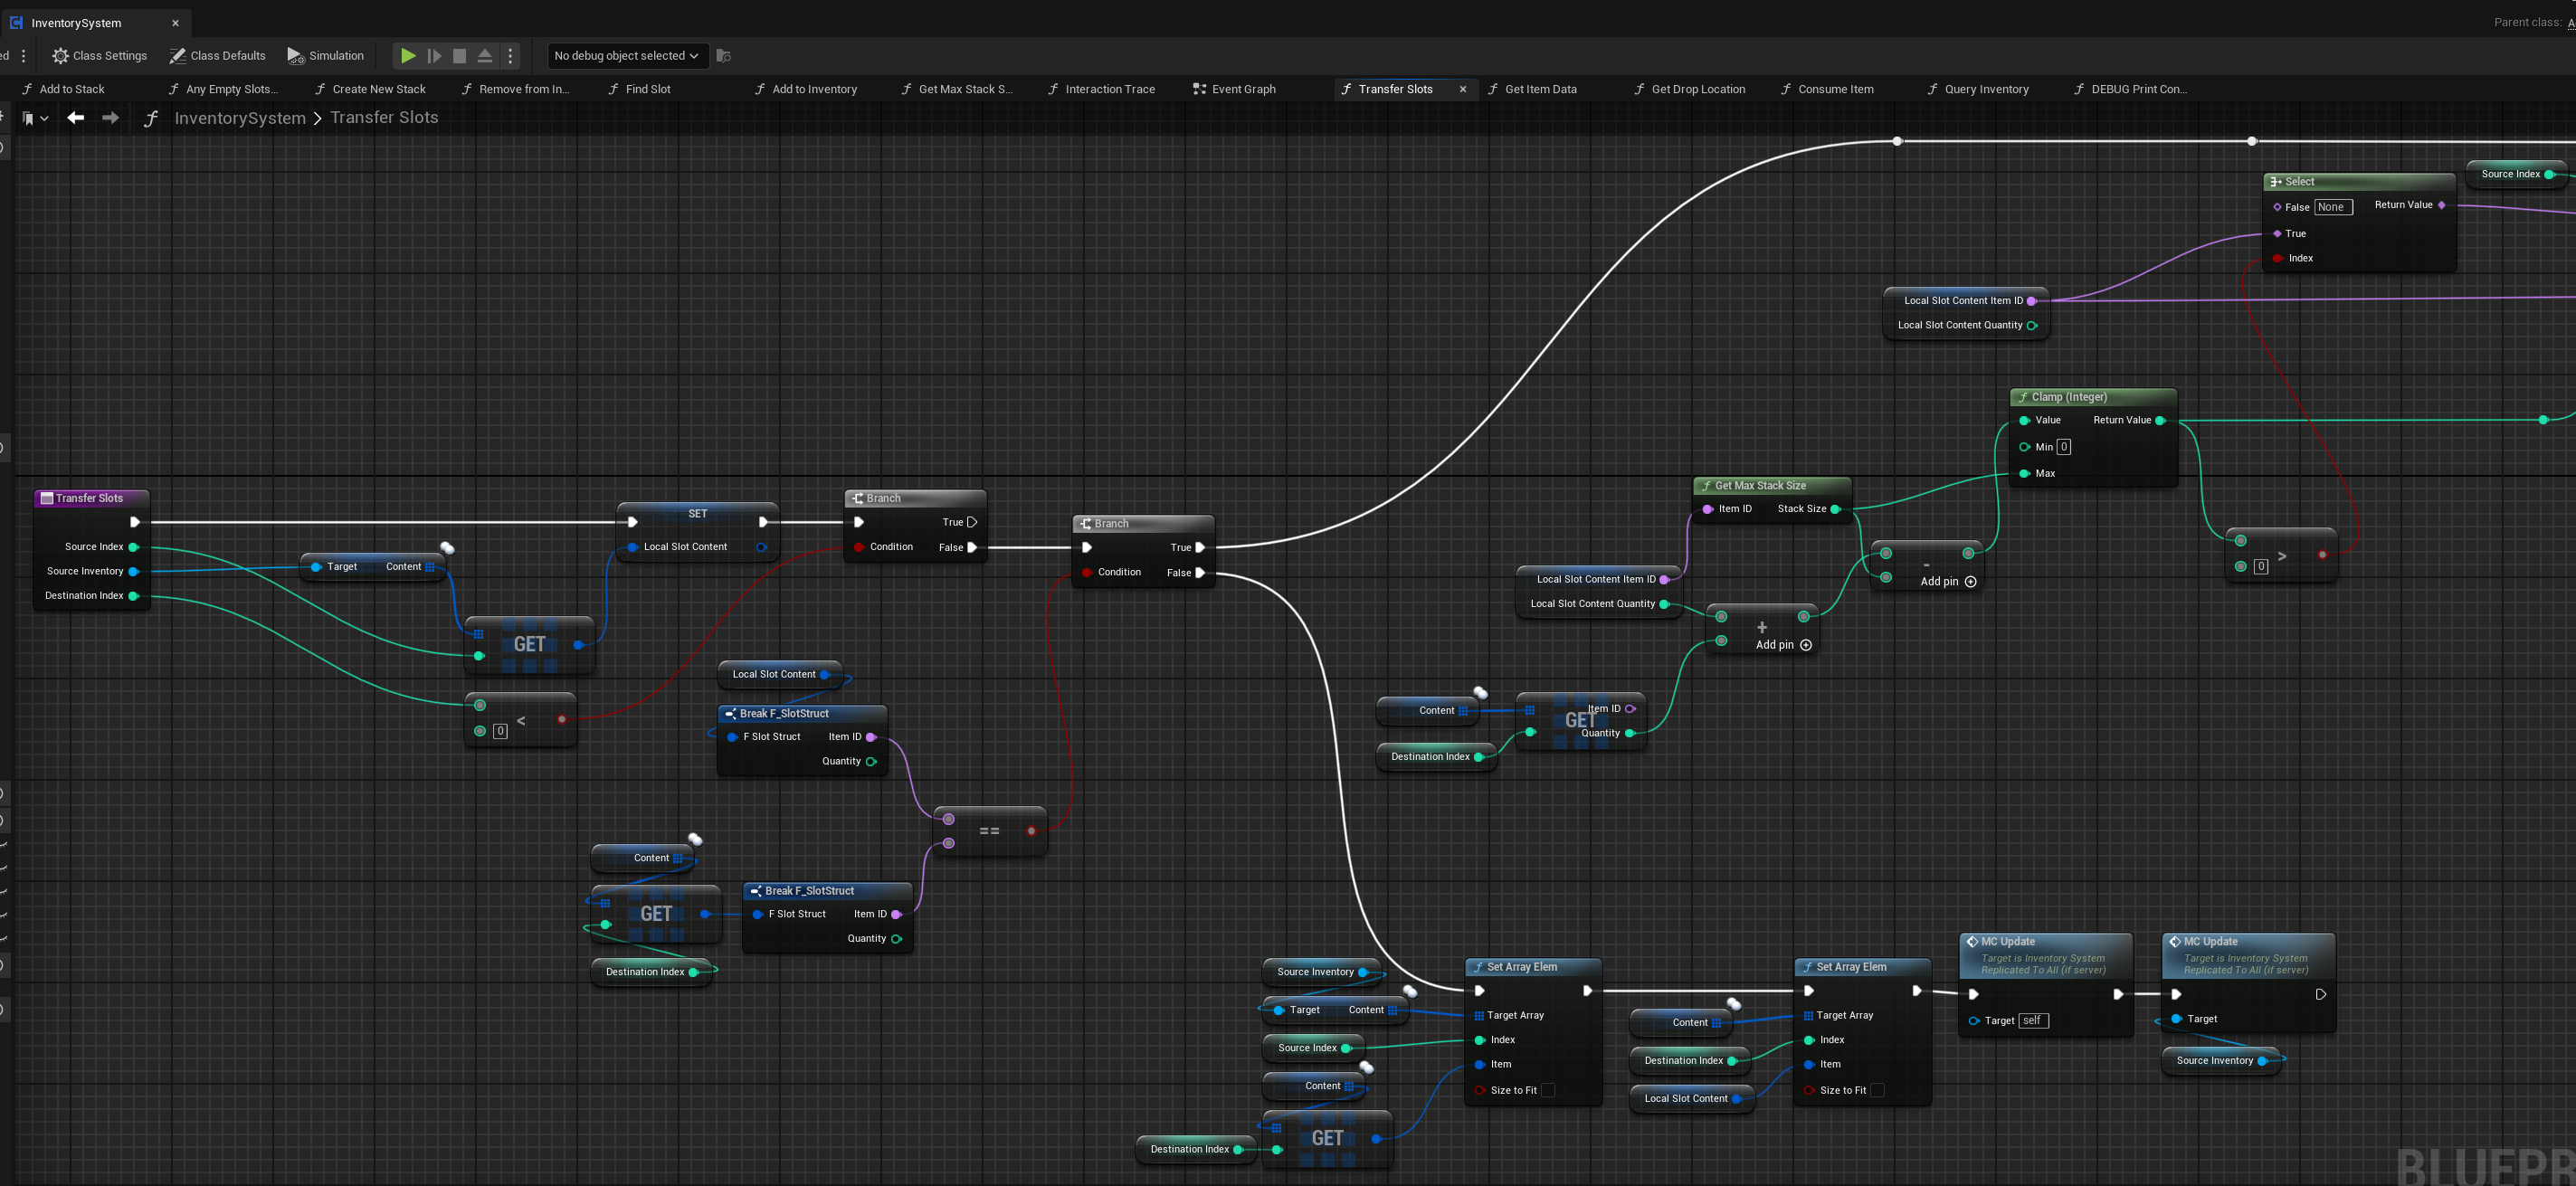 InventorySystem
Parent class:
Class Settings
Class Defaults
Simulation
No debug object selected
Add to Stack
Any Empty Slots...
Create New Stack
Remove from In...
Find Slot
Add to Inventory
Get Max Stack S...
Interaction Trace
Event Graph
Transfer Slots
Get Item Data
Get Drop Location
Consume Item
Query Inventory
DEBUG Print Con...
InventorySystem > Transfer Slots
Source Index
Select
False None Return Value
True
Index
Local Slot Content Item ID
Local Slot Content Quantity
Clamp (Integer)
Value Return Value
Min 0
Max
Transfer Slots
Source Index
Source Inventory
Destination Index
Target Content
SET
Local Slot Content
Branch
True
Condition False
Branch
True
Condition False
Get Max Stack Size
Item ID Stack Size
-
Add pin
>
0
Local Slot Content Item ID
Local Slot Content Quantity
+
Add pin
GET
<
0
Local Slot Content
Break F_SlotStruct
F Slot Struct Item ID
Quantity
Content
GET
Item ID
Quantity
Destination Index
==
Content
GET
Destination Index
Break F_SlotStruct
F Slot Struct Item ID
Quantity
Source Inventory
Target Content
Source Index
Content
GET
Destination Index
Set Array Elem
Target Array
Index
Item
Size to Fit
Content
Destination Index
Local Slot Content
Set Array Elem
Target Array
Index
Item
Size to Fit
MC Update
Target is Inventory System
Replicated To All (if server)
Target self
MC Update
Target is Inventory System
Replicated To All (if server)
Target
Source Inventory
BLUEPR